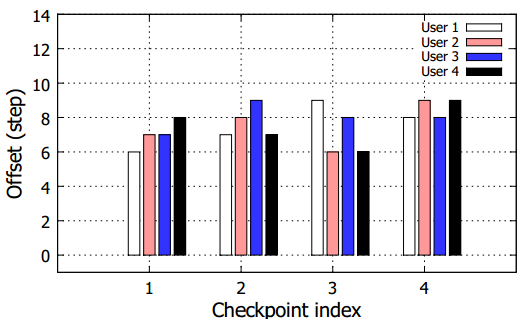 14
12
10
8
6
4
2
0
Offset (step)
User 1
User 2
User 3
User 4
1 2 3 4
Checkpoint index